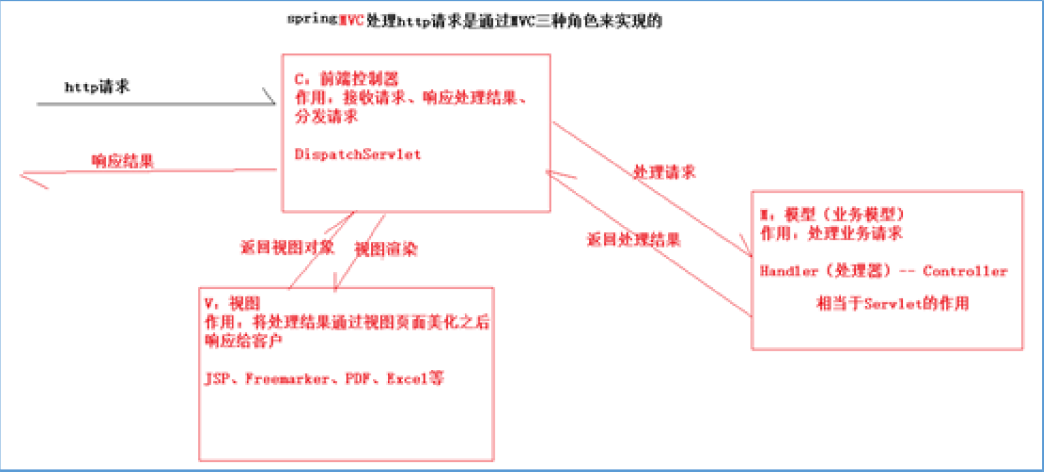 springMVC处理http请求是通过MVC三种角色来实现的
http请求
响应结果
C：前端控制器
作用：接收请求、响应处理结果、
分发请求
DispatchServlet
处理请求
返回处理结果
M：模型（业务模型）
作用：处理业务请求
Handler（处理器）-- Controller
相当于Servlet的作用
返回视图对象
视图渲染
V：视图
作用：将处理结果通过视图页面美化之后
响应给客户
JSP、Freemarker、PDF、Excel等